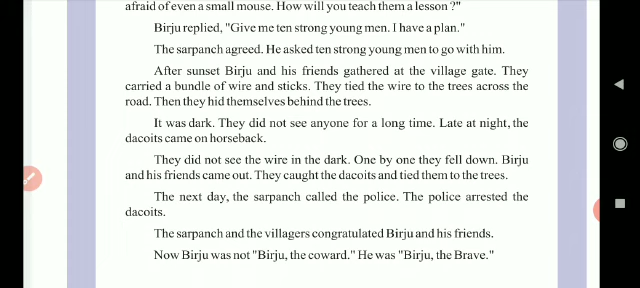 afraid of even a small mouse. How will you teach them a lesson ?"
Birju replied, "Give me ten strong young men. I have a plan."
The sarpanch agreed. He asked ten strong young men to go with him.
After sunset Birju and his friends gathered at the village gate. They
carried a bundle of wire and sticks. They tied the wire to the trees across the
road. Then they hid themselves behind the trees.
It was dark. They did not see anyone for a long time. Late at night, the
dacoits came on horseback.
They did not see the wire in the dark. One by one they fell down. Birju
and his friends came out. They caught the dacoits and tied them to the trees.
The next day, the sarpanch called the police. The police arrested the
dacoits.
The sarpanch and the villagers congratulated Birju and his friends.
Now Birju was not "Birju, the coward." He was "Birju, the Brave."